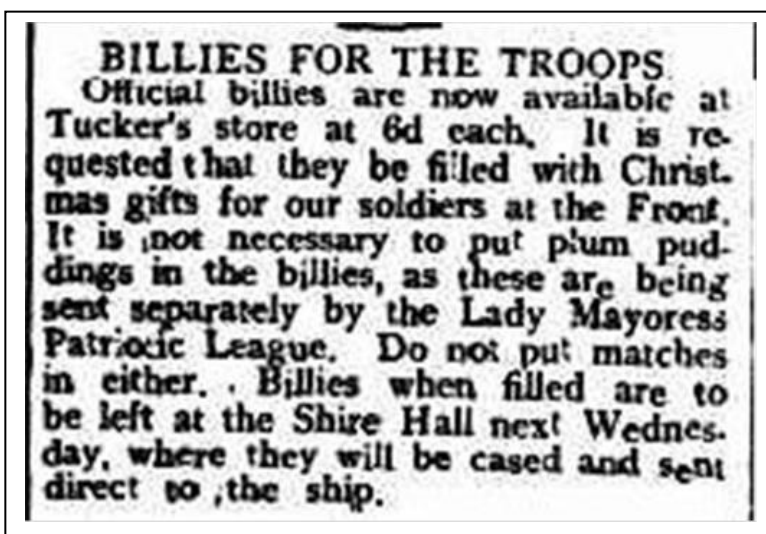 BILLIES FOR THE TROOPS.
Official billies are now available at
Tucker's store at 6d each. It is re-
quested that they be filled with Christ-
mas gifts for our soldiers at the Front.
It is not necessary to put plum pud-
dings in the billies, as these are being
sent separately by the Lady Mayoress
Patriotic League. Do not put matches
in either. Billies when filled are to
be left at the Shire Hall next Wednes-
day, where they will be cased and sent
direct to the ship.